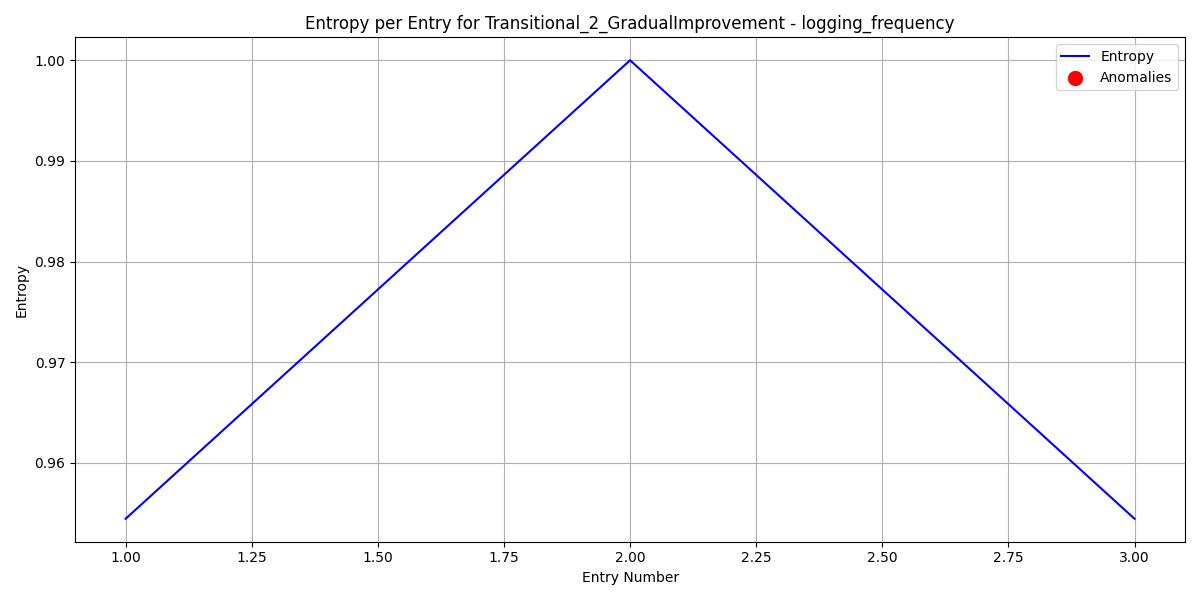 Entropy per Entry for Transitional_2_GradualImprovement - logging_frequency
Entropy
Anomalies
1.00
0.99
0.98
0.97
0.96
Entropy
1.00 1.25 1.50 1.75 2.00 2.25 2.50 2.75 3.00
Entry Number